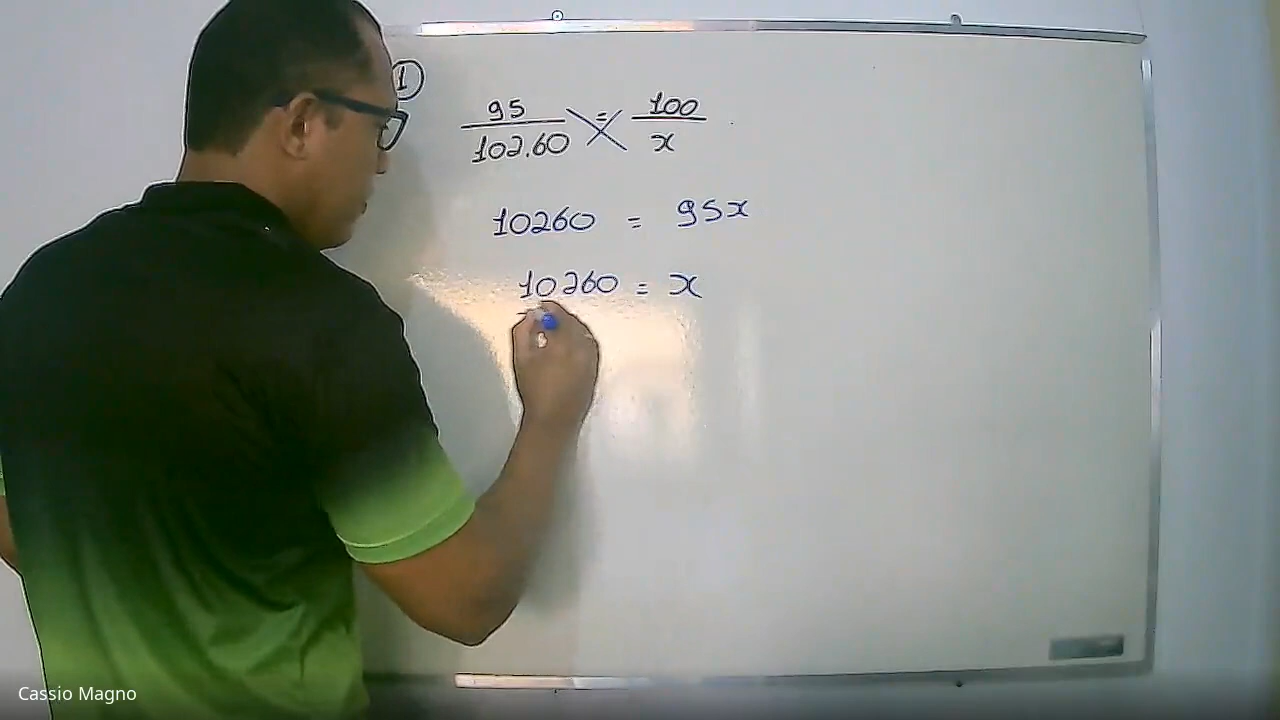 1
95/102.60 = 100/x
10260 = 95x
10260 = x
Cassio Magno